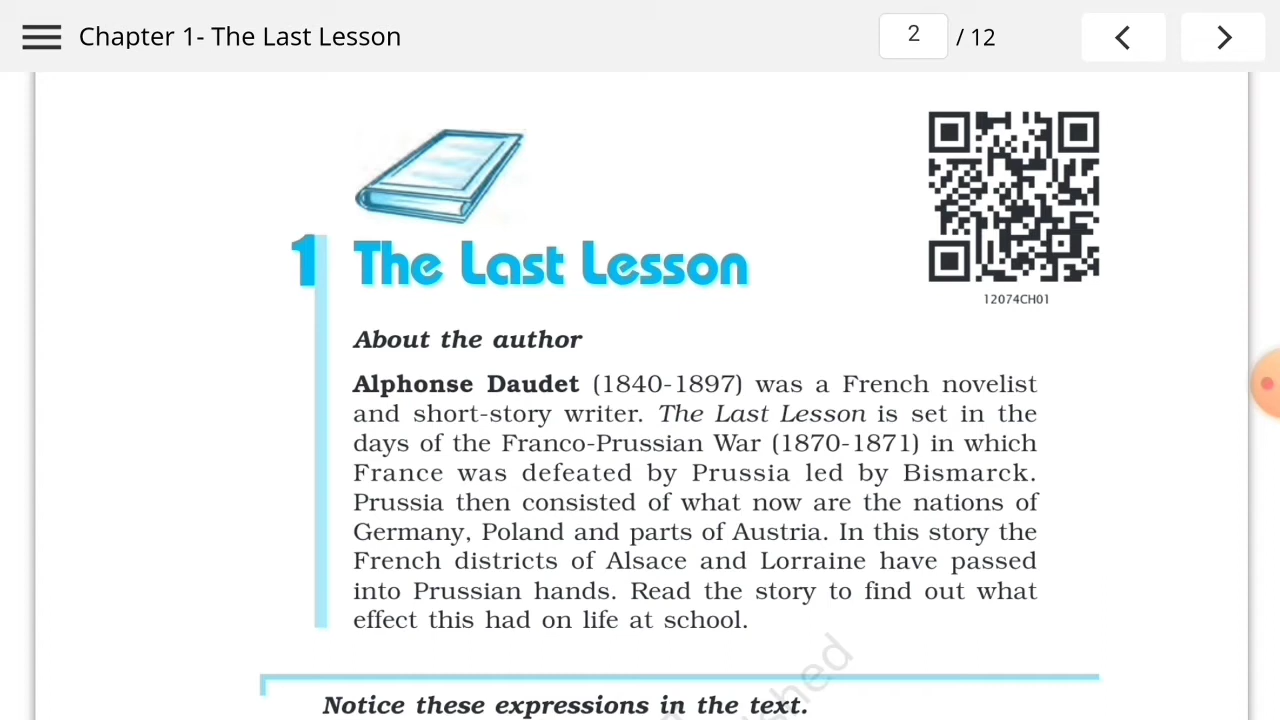 Chapter 1- The Last Lesson
2 / 12
12074CH01
1 The Last Lesson
About the author
Alphonse Daudet (1840-1897) was a French novelist
and short-story writer. The Last Lesson is set in the
days of the Franco-Prussian War (1870-1871) in which
France was defeated by Prussia led by Bismarck.
Prussia then consisted of what now are the nations of
Germany, Poland and parts of Austria. In this story the
French districts of Alsace and Lorraine have passed
into Prussian hands. Read the story to find out what
effect this had on life at school.
Notice these expressions in the text.